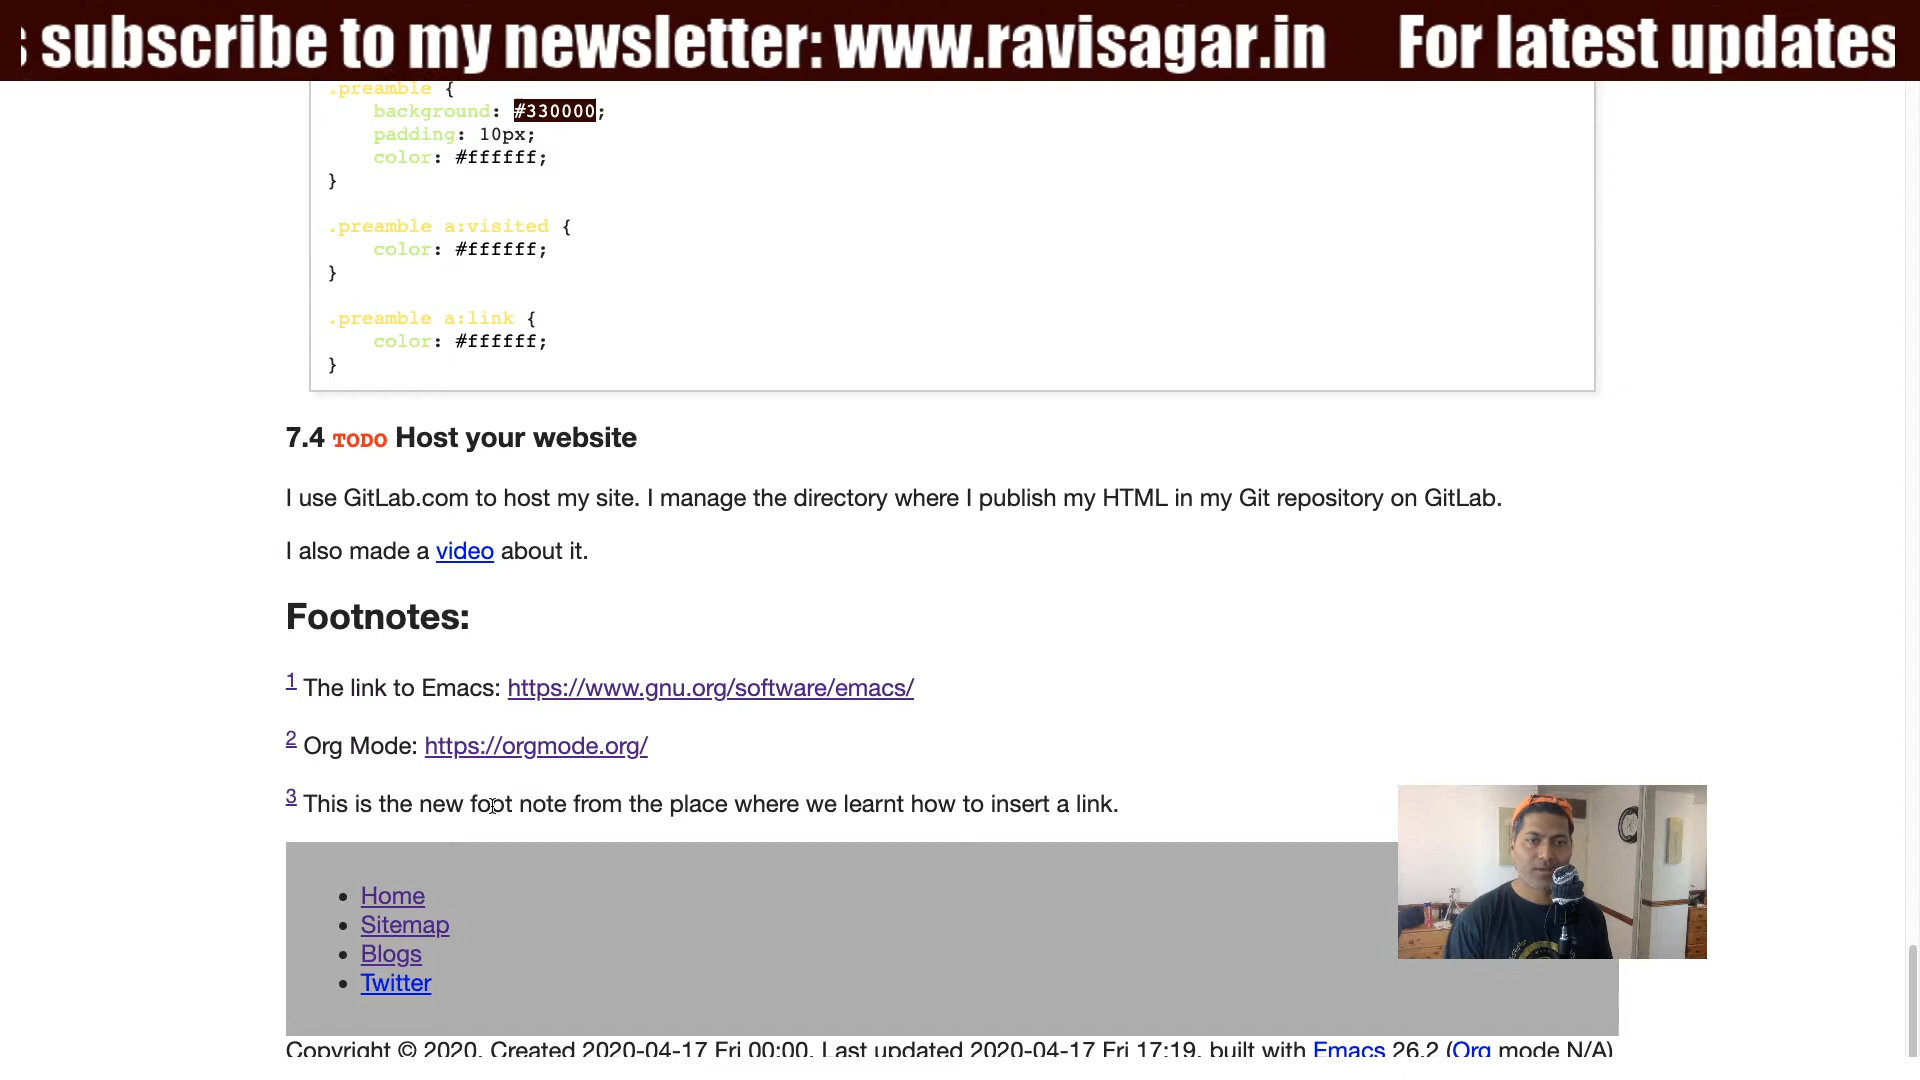 s subscribe to my newsletter: www.ravisagar.in For latest updates
.preamble {
background: #330000;
padding: 10px;
color: #ffffff;
}
.preamble a:visited {
color: #ffffff;
}
.preamble a:link {
color: #ffffff;
}
7.4 TODO Host your website
I use GitLab.com to host my site. I manage the directory where I publish my HTML in my Git repository on GitLab.
I also made a video about it.
Footnotes:
1 The link to Emacs: https://www.gnu.org/software/emacs/
2 Org Mode: https://orgmode.org/
3 This is the new foot note from the place where we learnt how to insert a link.
• Home
• Sitemap
• Blogs
• Twitter
Copyright © 2020. Created 2020-04-17 Fri 00:00. Last updated 2020-04-17 Fri 17:19. built with Emacs 26.2 (Org mode N/A)